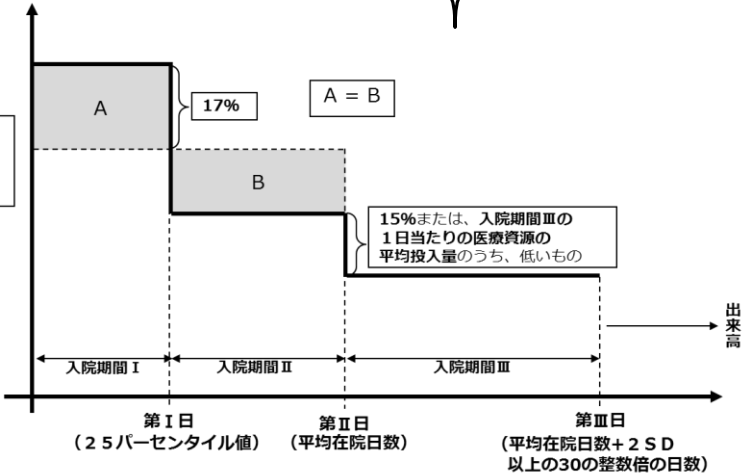 A
17%
A = B
B
15%または、入院期間Ⅲの
1日当たりの医療資源の
平均投入量のうち、低いもの
出来高
入院期間Ⅰ
入院期間Ⅱ
入院期間Ⅲ
第Ⅰ日
(25パーセンタイル値)
第Ⅱ日
(平均在院日数)
第Ⅲ日
(平均在院日数+2SD
以上の30の整数倍の日数)